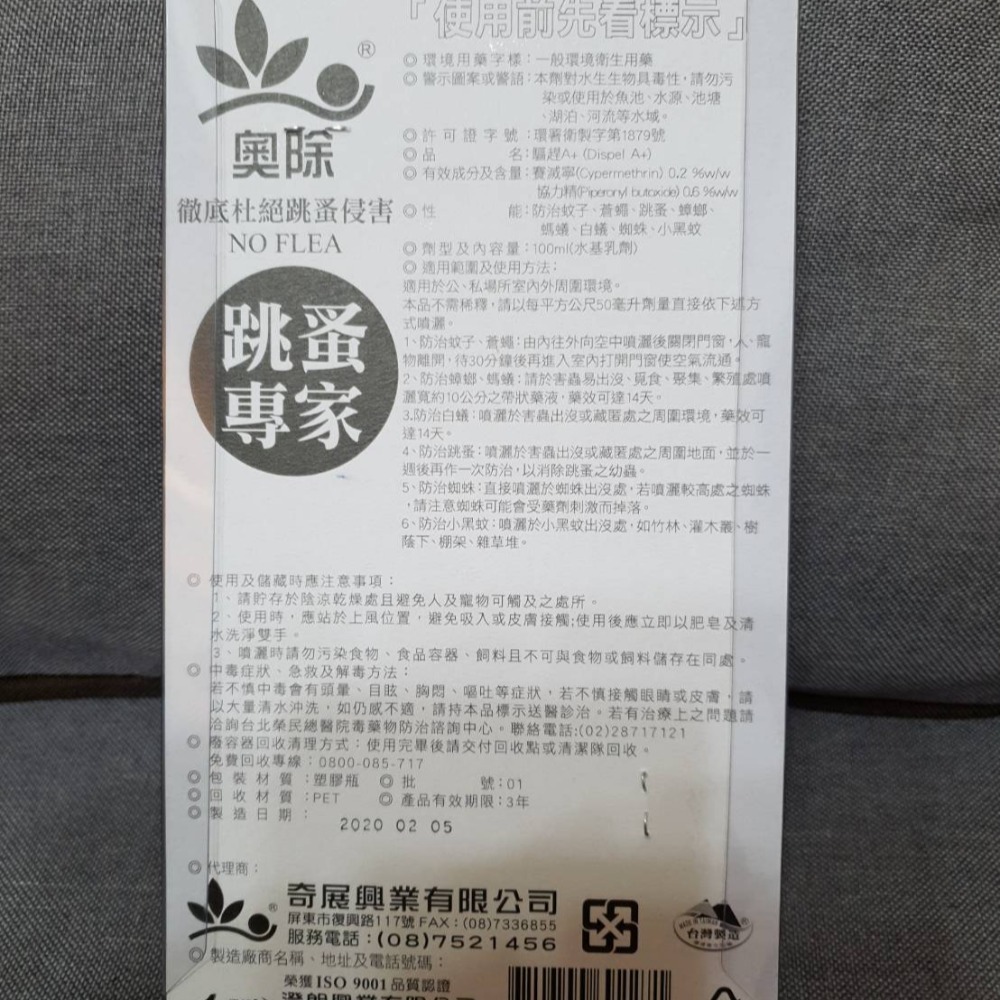 「使用前先看標示」
®
奧除
徹底杜絕跳蚤侵害
NO FLEA
跳蚤
專家
◎環境用藥字樣：一般環境衛生用藥
◎警示圖案或警語：本劑對水生生物具毒性，請勿污
染或使用於魚池、水源、池塘
、湖泊、河流等水域。
◎許可證字號：環署衛製字第1879號
◎品名：驅趕A+ (Dispel A+)
◎有效成分及含量：賽滅寧(Cypermethrin) 0.2 %w/w
協力精(Piperonyl butoxide) 0.6 %w/w
◎性能：防治蚊子、蒼蠅、跳蚤、蟑螂、
螞蟻、白蟻、蜘蛛、小黑蚊
◎劑型及內容量：100ml(水基乳劑)
◎適用範圍及使用方法：
適用於公、私場所室內外周圍環境。
本品不需稀釋，請以每平方公尺50毫升劑量直接依下述方
式噴灑。
1、防治蚊子、蒼蠅：由內往外向空中噴灑後關閉門窗，人、寵
物離開，待30分鐘後再進入室內打開門窗使空氣流通。
2、防治蟑螂、螞蟻：請於害蟲易出沒、覓食、聚集、繁殖處噴
灑寬約10公分之帶狀藥液，藥效可達14天。
3.防治白蟻：噴灑於害蟲出沒或藏匿處之周圍環境，藥效可
達14天。
4、防治跳蚤：噴灑於害蟲出沒或藏匿處之周圍地面，並於一
週後再作一次防治，以消除跳蚤之幼蟲。
5、防治蜘蛛：直接噴灑於蜘蛛出沒處，若噴灑較高處之蜘蛛
，請注意蜘蛛可能會受藥劑刺激而掉落。
6、防治小黑蚊：噴灑於小黑蚊出沒處，如竹林、灌木叢、樹
蔭下、棚架、雜草堆。
◎使用及儲藏時應注意事項：
1、請貯存於陰涼乾燥處且避免人及寵物可觸及之處所。
2、使用時，應站於上風位置，避免吸入或皮膚接觸;使用後應立即以肥皂及清
水洗淨雙手。
3、噴灑時請勿污染食物、食品容器、飼料且不可與食物或飼料儲存在同處。
◎中毒症狀、急救及解毒方法：
若不慎中毒會有頭暈、目眩、胸悶、嘔吐等症狀，若不慎接觸眼睛或皮膚，請
以大量清水沖洗，如仍感不適，請持本品標示送醫診治。若有治療上之問題請
洽詢台北榮民總醫院毒藥物防治諮詢中心。聯絡電話:(02)28717121
◎廢容器回收清理方式：使用完畢後請交付回收點或清潔隊回收。
免費回收專線：0800-085-717
◎包裝材質：塑膠瓶 ◎批號：01
◎回收材質：PET ◎產品有效期限：3年
◎製造日期：
2020 02 05
◎代理商：
®
奇展興業有限公司
屏東市復興路117號 FAX：(08)7336855
服務電話：(08)7521456
台灣製造
◎製造廠商名稱、地址及電話號碼：
榮獲 ISO 9001 品質認證